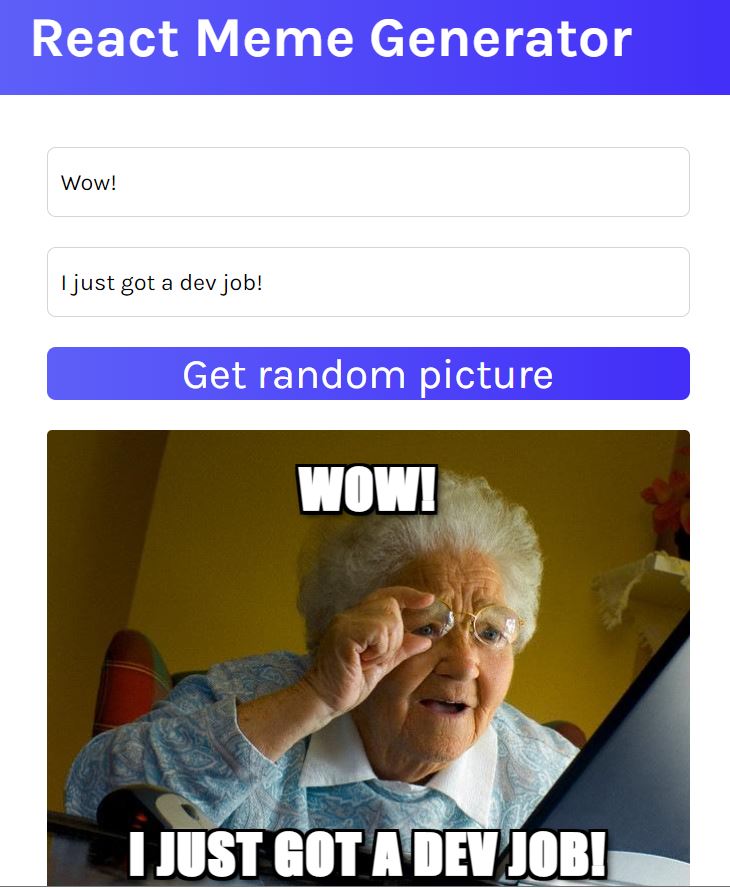 React Meme Generator
Wow!
I just got a dev job!
Get random picture
WOW!
I JUST GOT A DEV JOB!